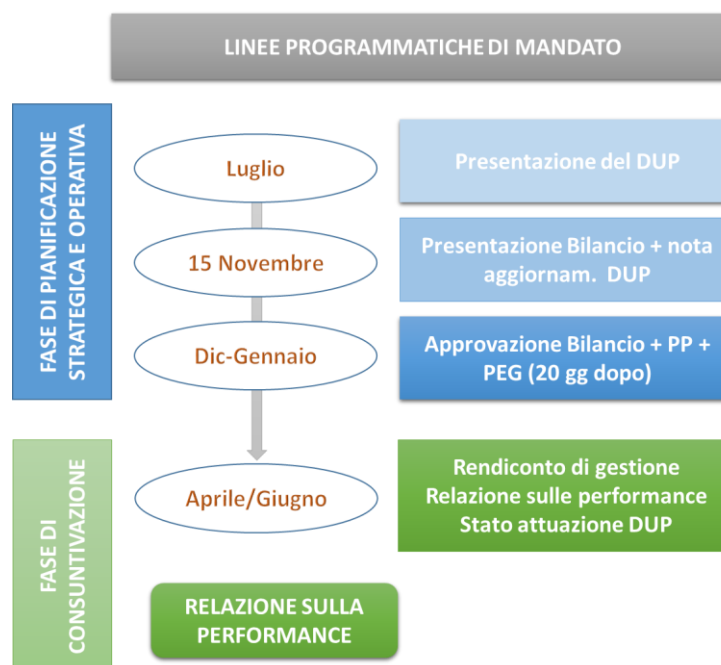 LINEE PROGRAMMATICHE DI MANDATO
FASE DI PIANIFICAZIONE
STRATEGICA E OPERATIVA
Luglio
Presentazione del DUP
15 Novembre
Presentazione Bilancio + nota
aggiornam. DUP
Dic-Gennaio
Approvazione Bilancio + PP +
PEG (20 gg dopo)
FASE DI
CONSUNTIVAZIONE
Aprile/Giugno
Rendiconto di gestione
Relazione sulle performance
Stato attuazione DUP
RELAZIONE SULLA
PERFORMANCE